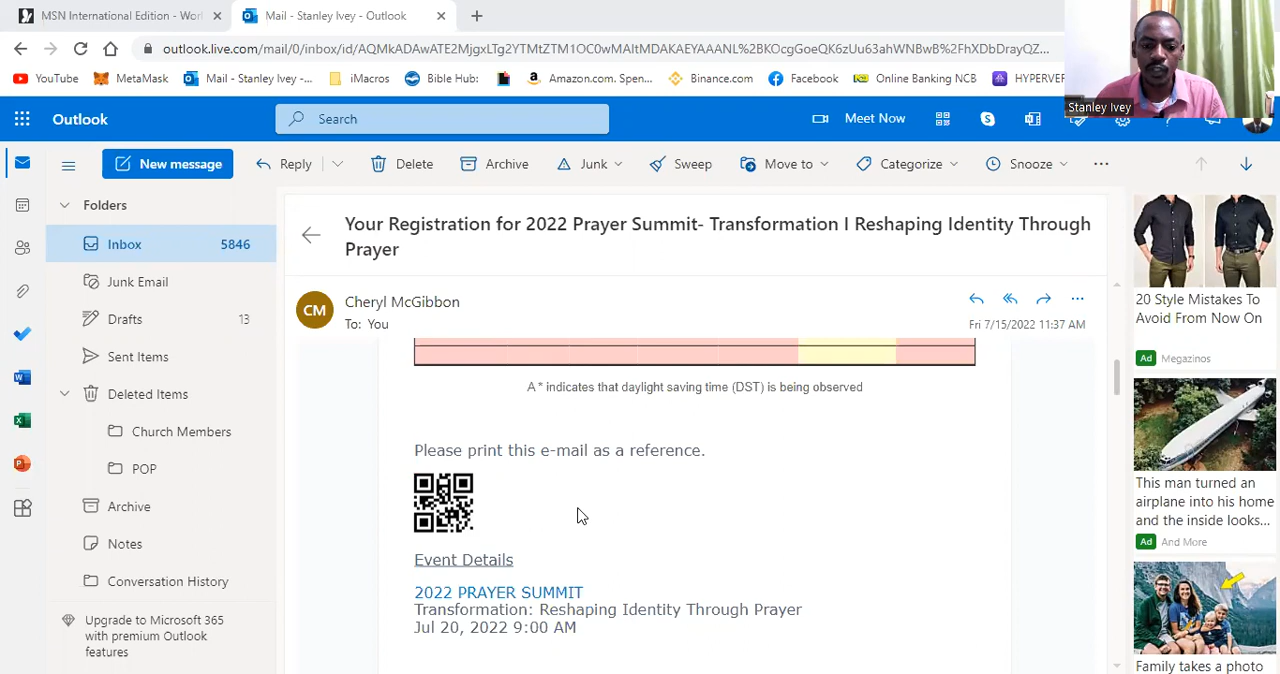 MSN International Edition - Worl
Mail - Stanley Ivey - Outlook
outlook.live.com/mail/0/inbox/id/AQMkADAwATE2MjgxLTg2YTMtZTM1OC0wMAItMDAKAEYAAANL%2BKOcgGoeQK6zUu63ahWNBwB%2FhXDbDrayQZ...
YouTube
MetaMask
Mail - Stanley Ivey -...
iMacros
Bible Hub:
Amazon.com. Spen...
Binance.com
Facebook
Online Banking NCB
HYPERVER
Stanley Ivey
Outlook
Search
Meet Now
New message
Reply
Delete
Archive
Junk
Sweep
Move to
Categorize
Snooze
Folders
Inbox 5846
Junk Email
Drafts 13
Sent Items
Deleted Items
Church Members
POP
Archive
Notes
Conversation History
Upgrade to Microsoft 365
with premium Outlook
features
Your Registration for 2022 Prayer Summit- Transformation I Reshaping Identity Through
Prayer
CM
Cheryl McGibbon
To: You
Fri 7/15/2022 11:37 AM
A * indicates that daylight saving time (DST) is being observed
Please print this e-mail as a reference.
Event Details
2022 PRAYER SUMMIT
Transformation: Reshaping Identity Through Prayer
Jul 20, 2022 9:00 AM
20 Style Mistakes To
Avoid From Now On
Ad Megazinos
This man turned an
airplane into his home
and the inside looks...
Ad And More
Family takes a photo